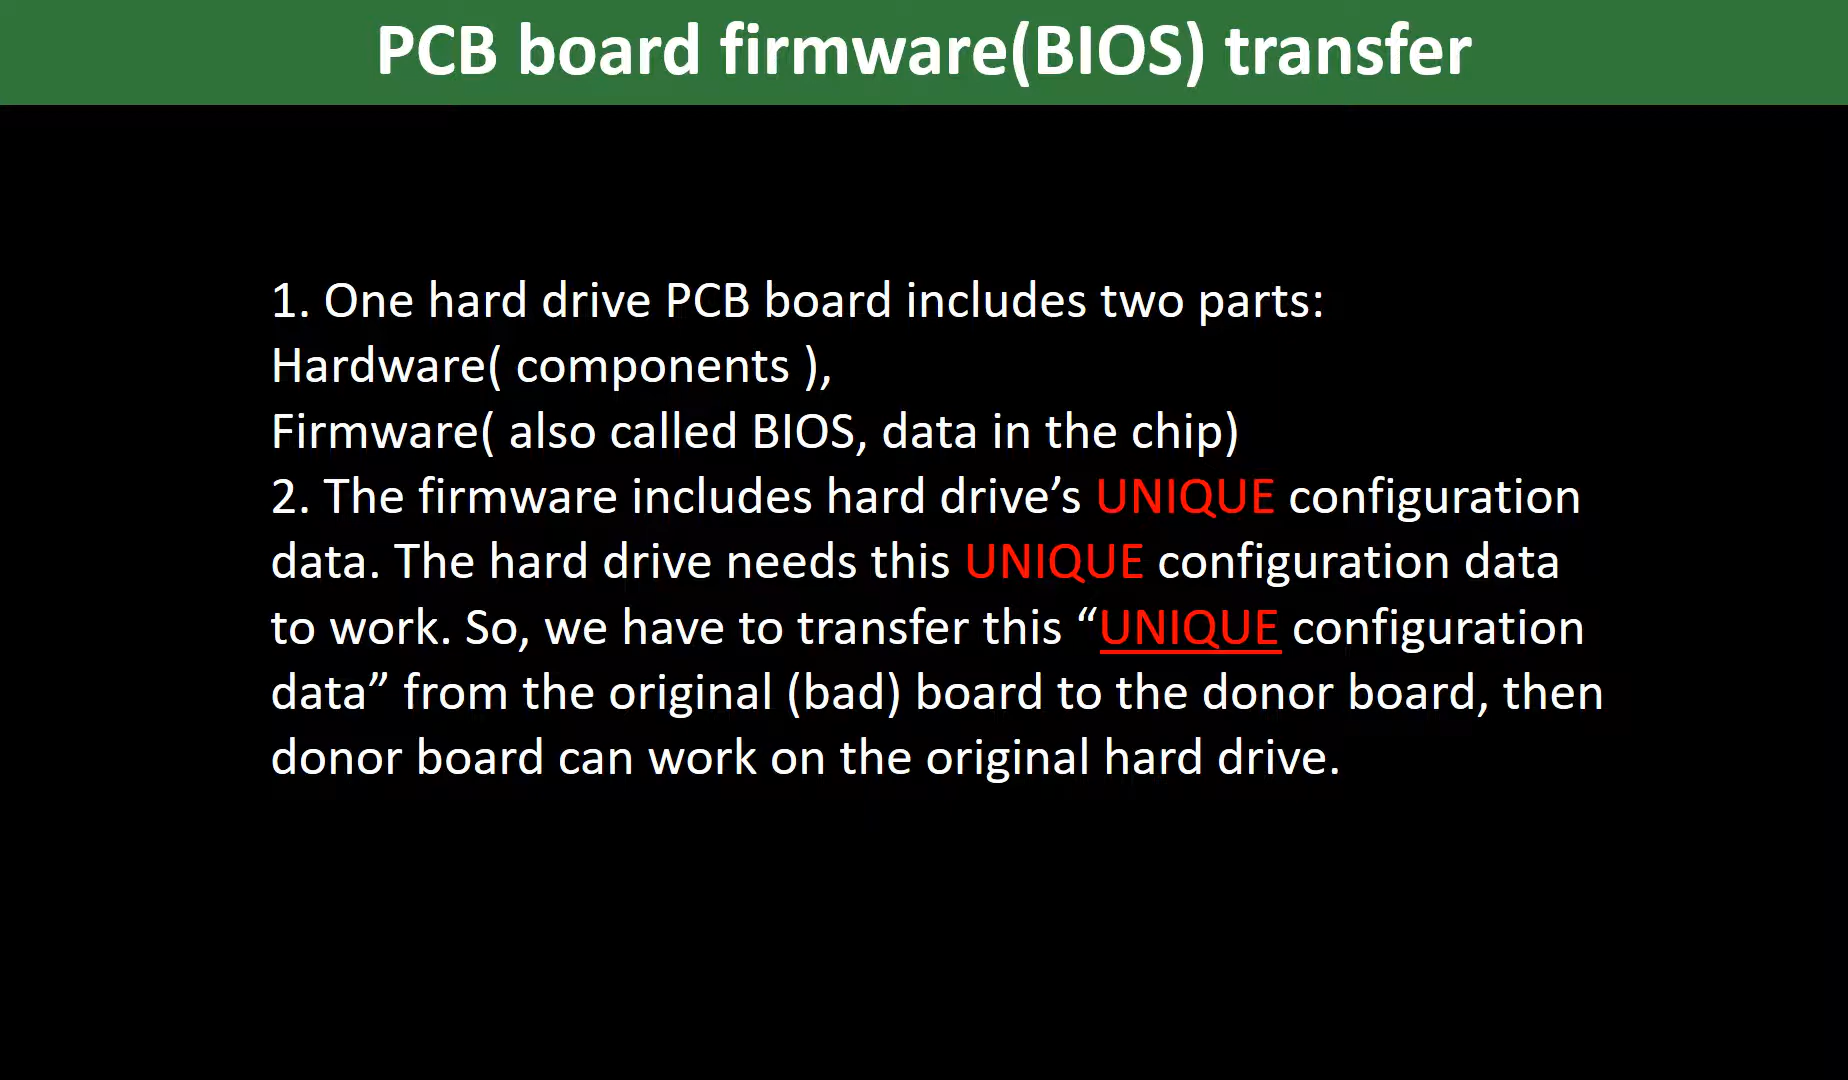 PCB board firmware(BIOS) transfer
1. One hard drive PCB board includes two parts:
Hardware( components ),
Firmware( also called BIOS, data in the chip)
2. The firmware includes hard drive’s UNIQUE configuration
data. The hard drive needs this UNIQUE configuration data
to work. So, we have to transfer this “UNIQUE configuration
data” from the original (bad) board to the donor board, then
donor board can work on the original hard drive.